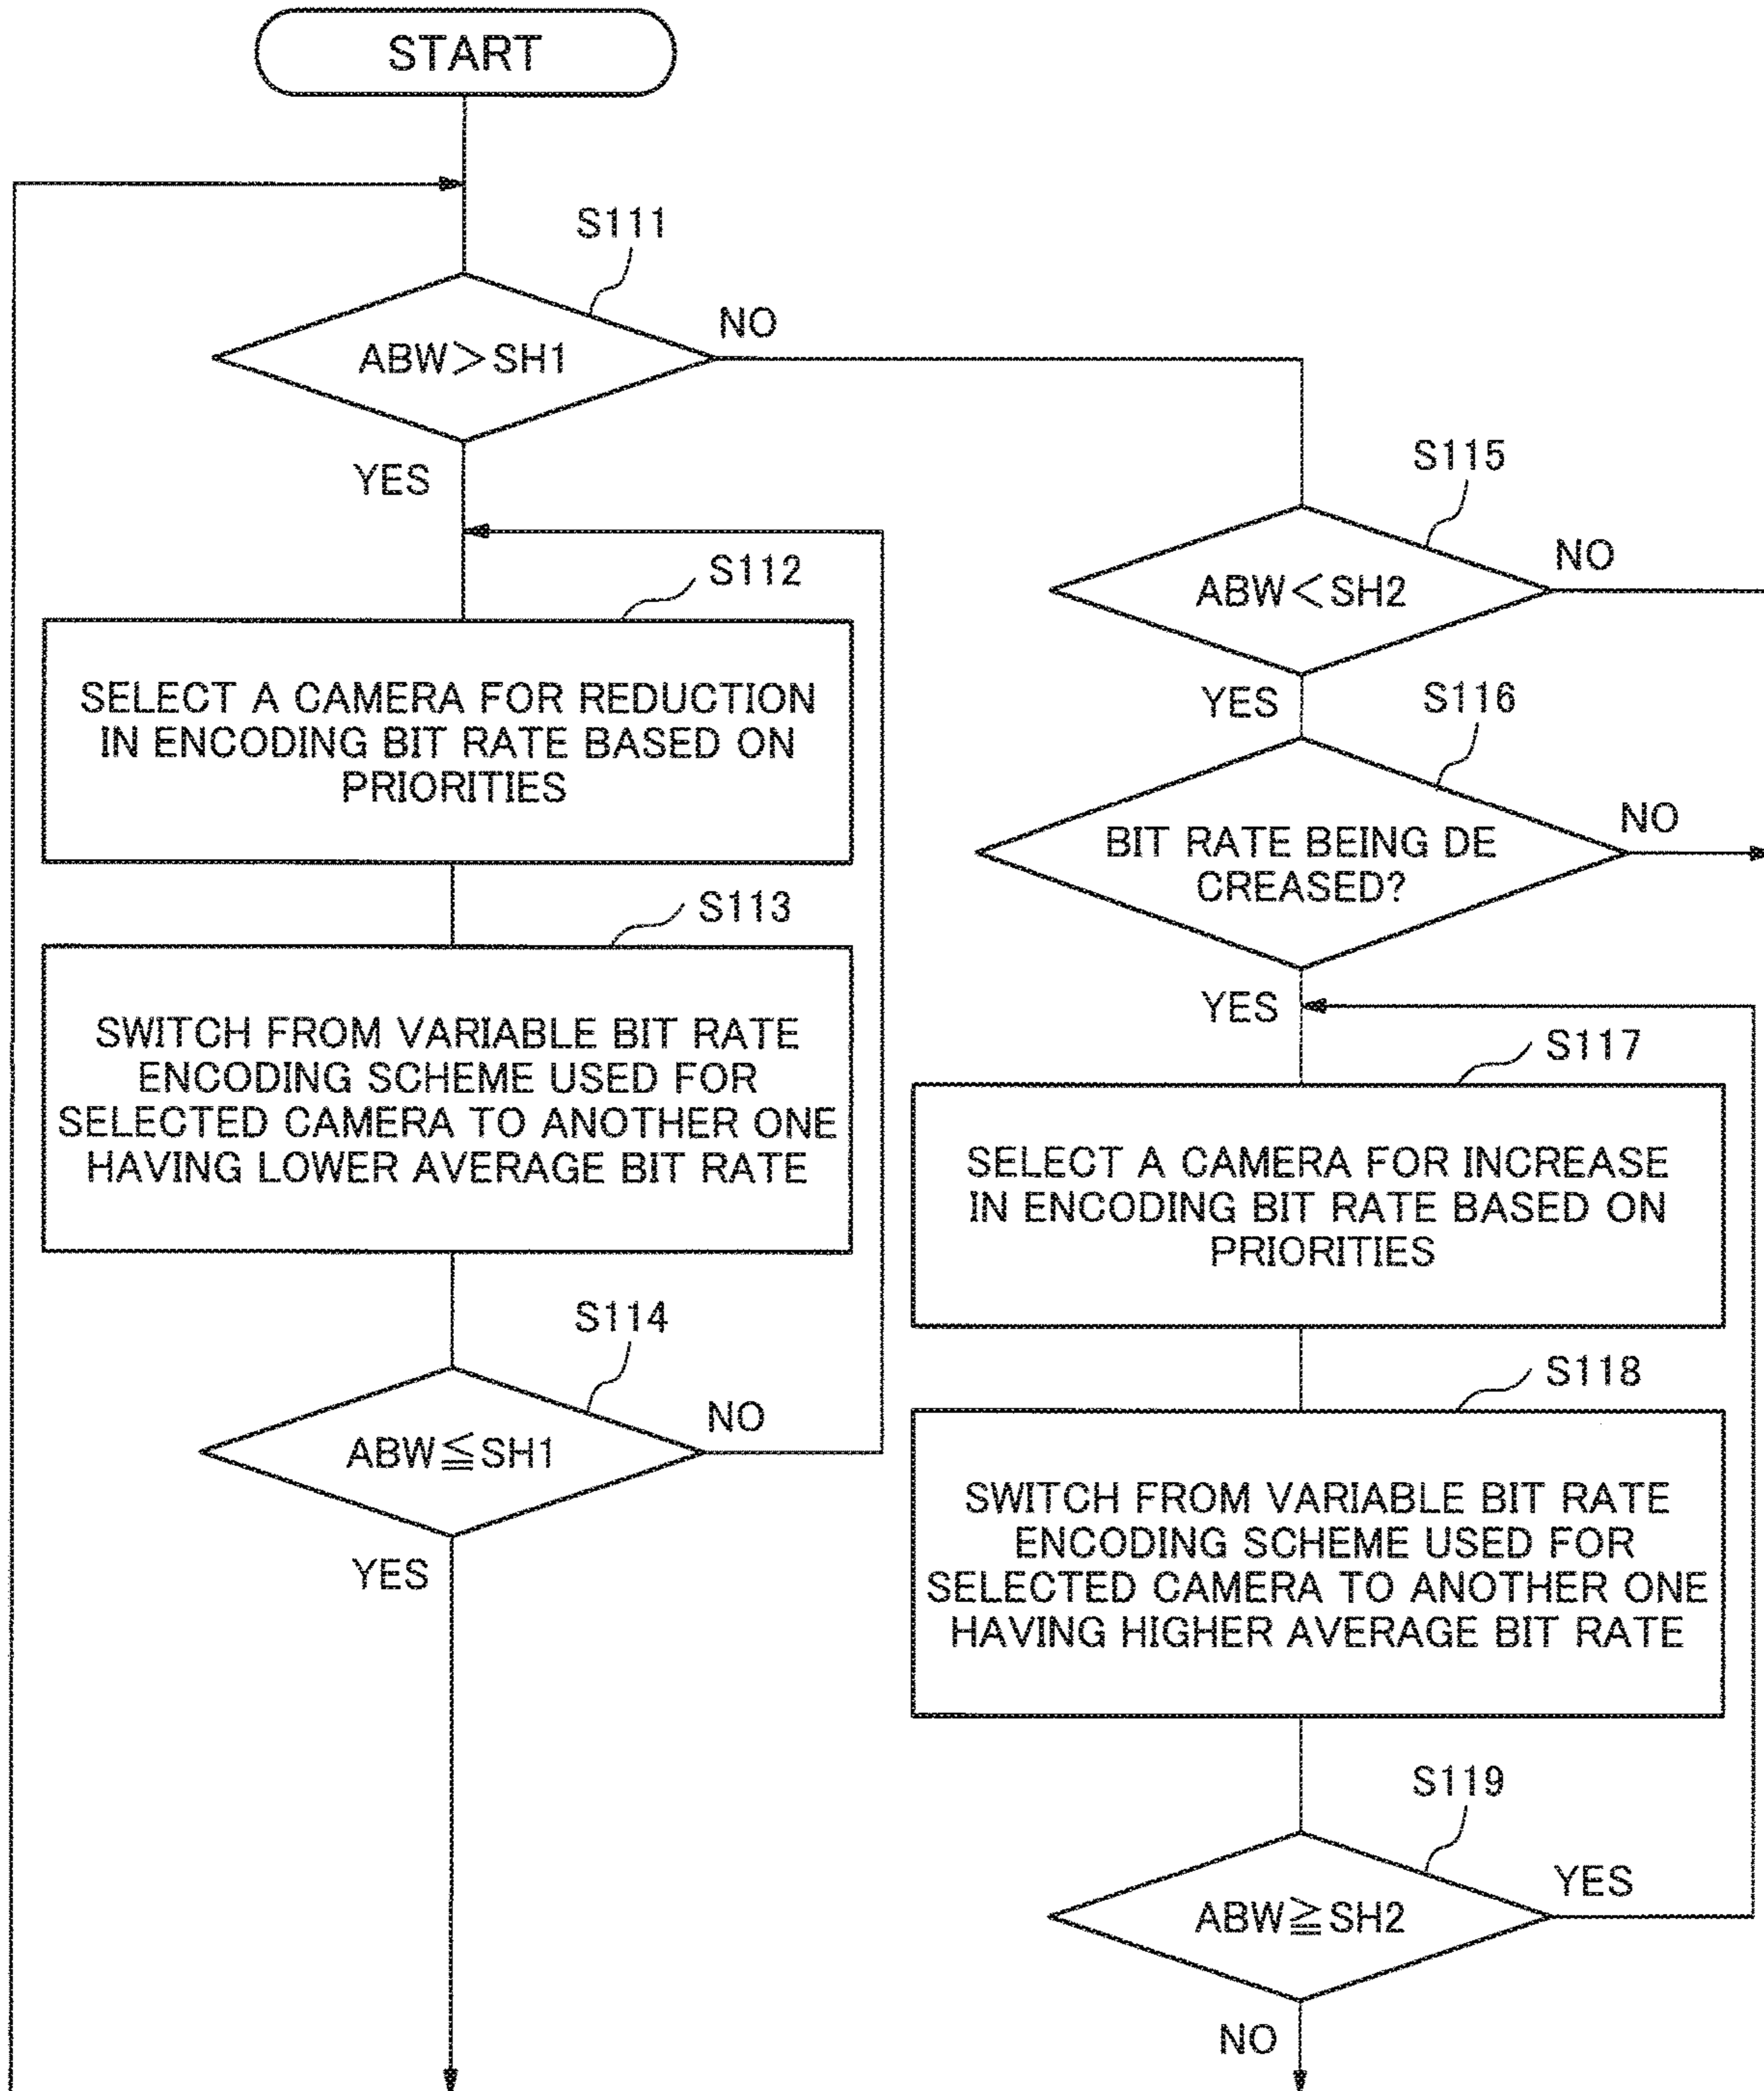 START
S111
ABW>SH1
NO
YES
S112
SELECT A CAMERA FOR REDUCTION
IN ENCODING BIT RATE BASED ON
PRIORITIES
S113
SWITCH FROM VARIABLE BIT RATE
ENCODING SCHEME USED FOR
SELECTED CAMERA TO ANOTHER ONE
HAVING LOWER AVERAGE BIT RATE
S114
ABW≦SH1
NO
YES
S115
ABW<SH2
NO
YES
S116
BIT RATE BEING DE
CREASED?
NO
YES
S117
SELECT A CAMERA FOR INCREASE
IN ENCODING BIT RATE BASED ON
PRIORITIES
S118
SWITCH FROM VARIABLE BIT RATE
ENCODING SCHEME USED FOR
SELECTED CAMERA TO ANOTHER ONE
HAVING HIGHER AVERAGE BIT RATE
S119
ABW≧SH2
YES
NO